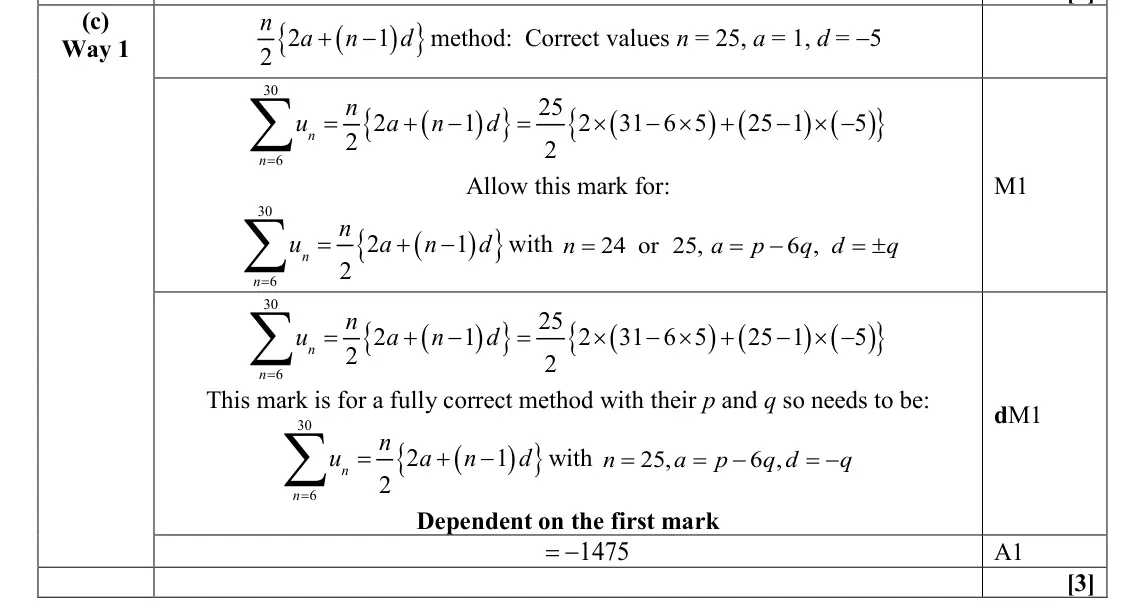 (c)
Way 1
n/2 {2a + (n − 1)d} method: Correct values n = 25, a = 1, d = −5
∑_{n=6}^{30} u_n = n/2 {2a + (n − 1)d} = 25/2 {2 × (31 − 6 × 5) + (25 − 1) × (−5)}
Allow this mark for:
∑_{n=6}^{30} u_n = n/2 {2a + (n − 1)d} with n = 24 or 25, a = p − 6q, d = ±q
M1
∑_{n=6}^{30} u_n = n/2 {2a + (n − 1)d} = 25/2 {2 × (31 − 6 × 5) + (25 − 1) × (−5)}
This mark is for a fully correct method with their p and q so needs to be:
∑_{n=6}^{30} u_n = n/2 {2a + (n − 1)d} with n = 25, a = p − 6q, d = −q
Dependent on the first mark
dM1
= −1475 A1
[3]